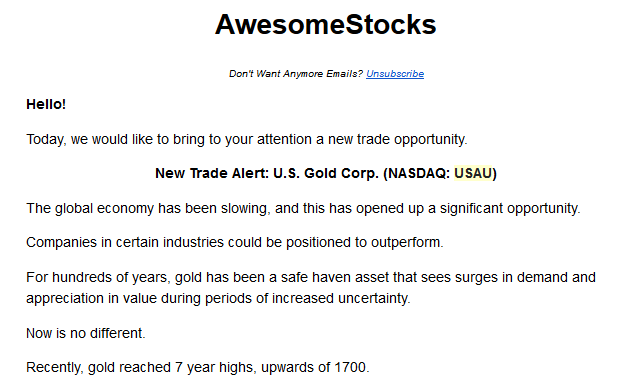 AwesomeStocks
Don't Want Anymore Emails? Unsubscribe
Hello!
Today, we would like to bring to your attention a new trade opportunity.
New Trade Alert: U.S. Gold Corp. (NASDAQ: USAU)
The global economy has been slowing, and this has opened up a significant opportunity.
Companies in certain industries could be positioned to outperform.
For hundreds of years, gold has been a safe haven asset that sees surges in demand and
appreciation in value during periods of increased uncertainty.
Now is no different.
Recently, gold reached 7 year highs, upwards of 1700.